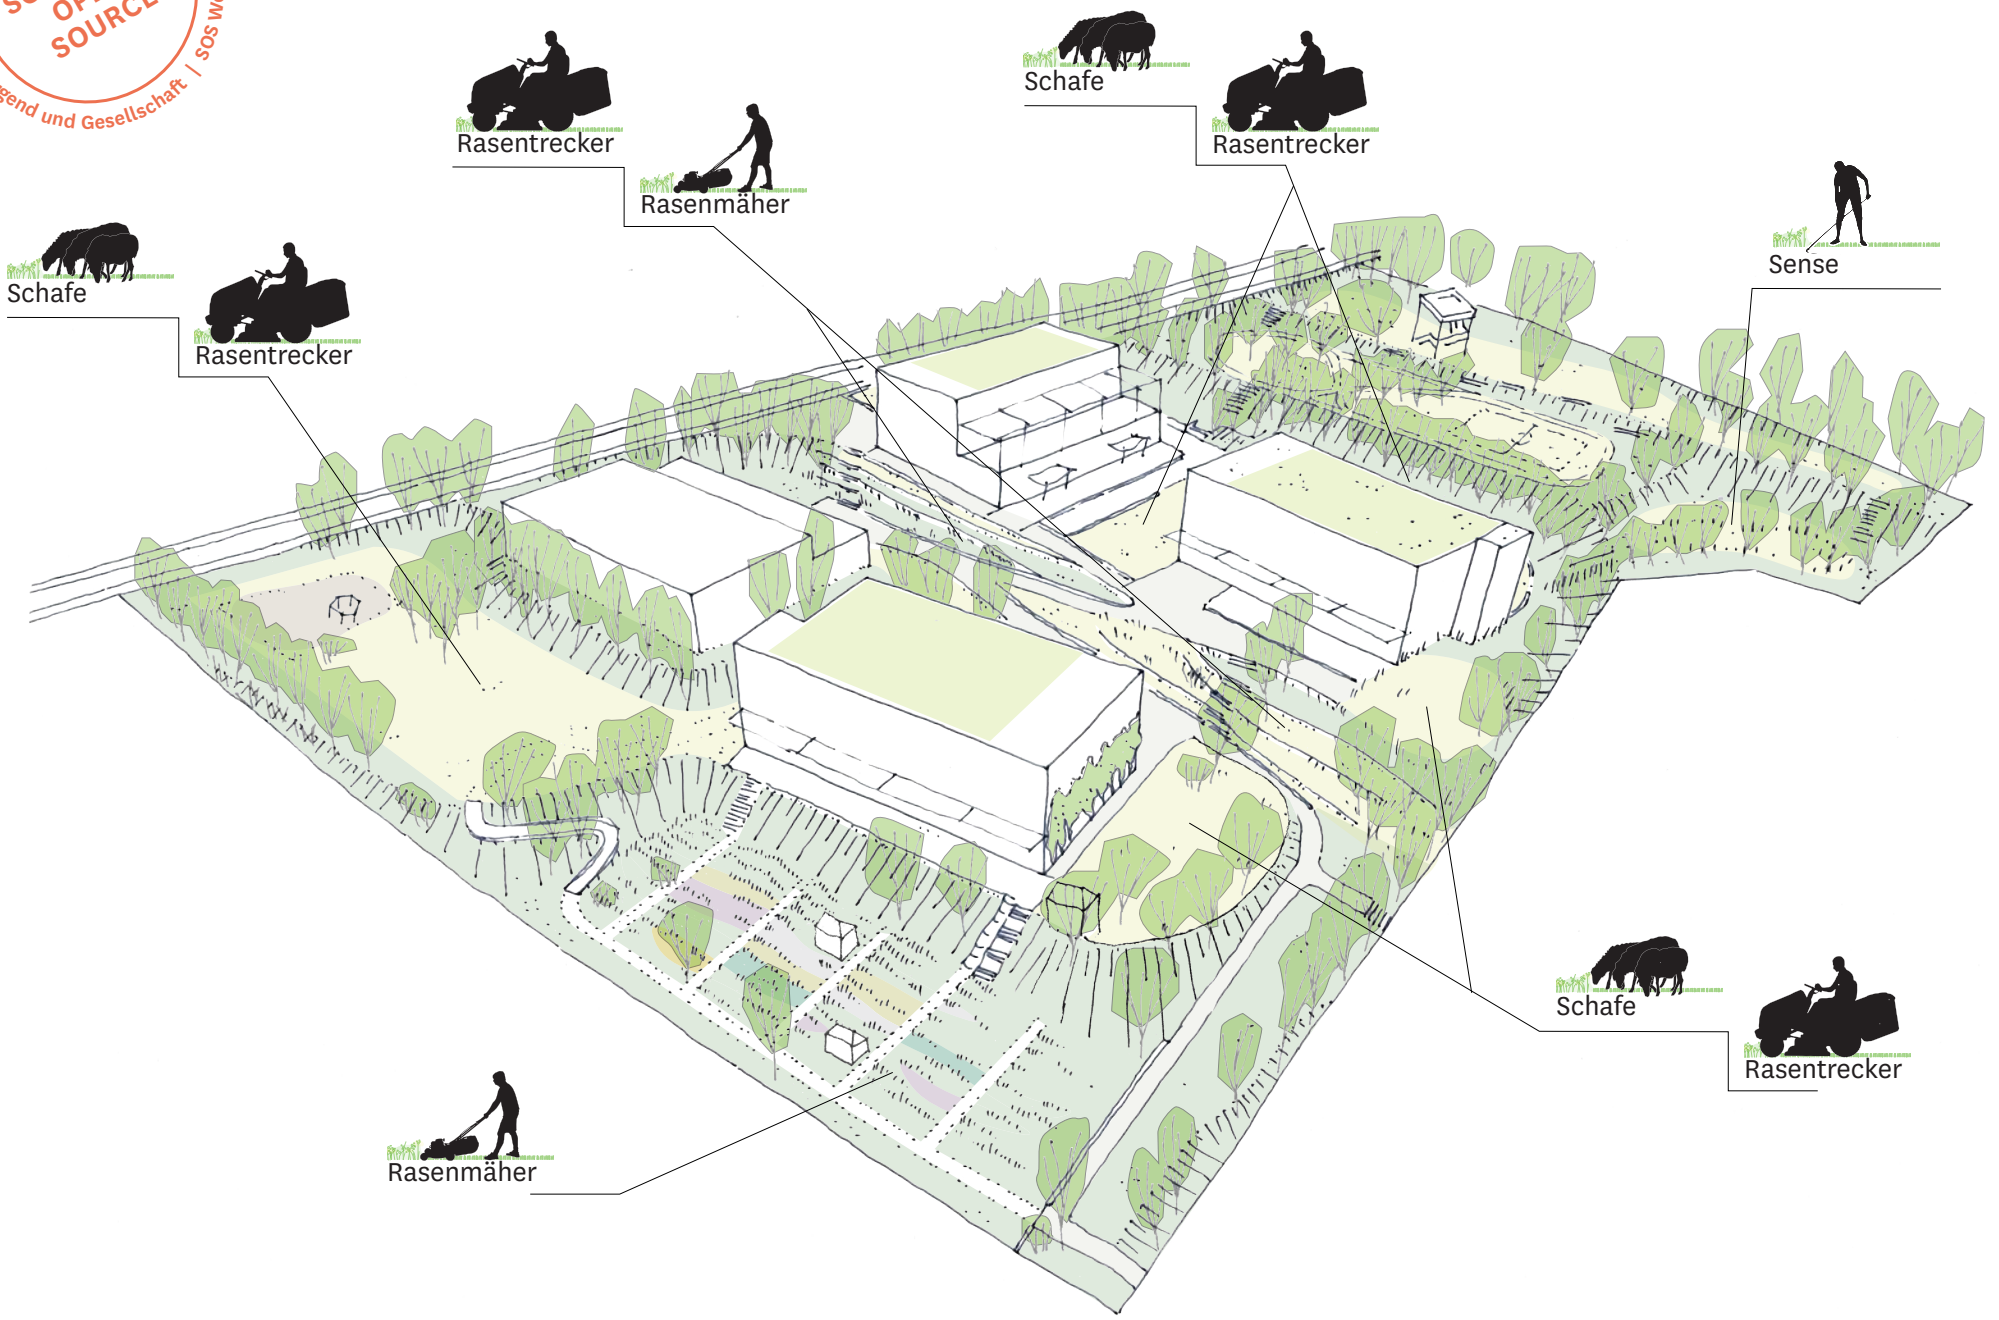 SOURCE
gend und Gesellschaft | SOS
Rasentrecker
Rasenmäher
Schafe
Rasentrecker
Sense
Schafe
Rasentrecker
Schafe
Rasentrecker
Rasenmäher